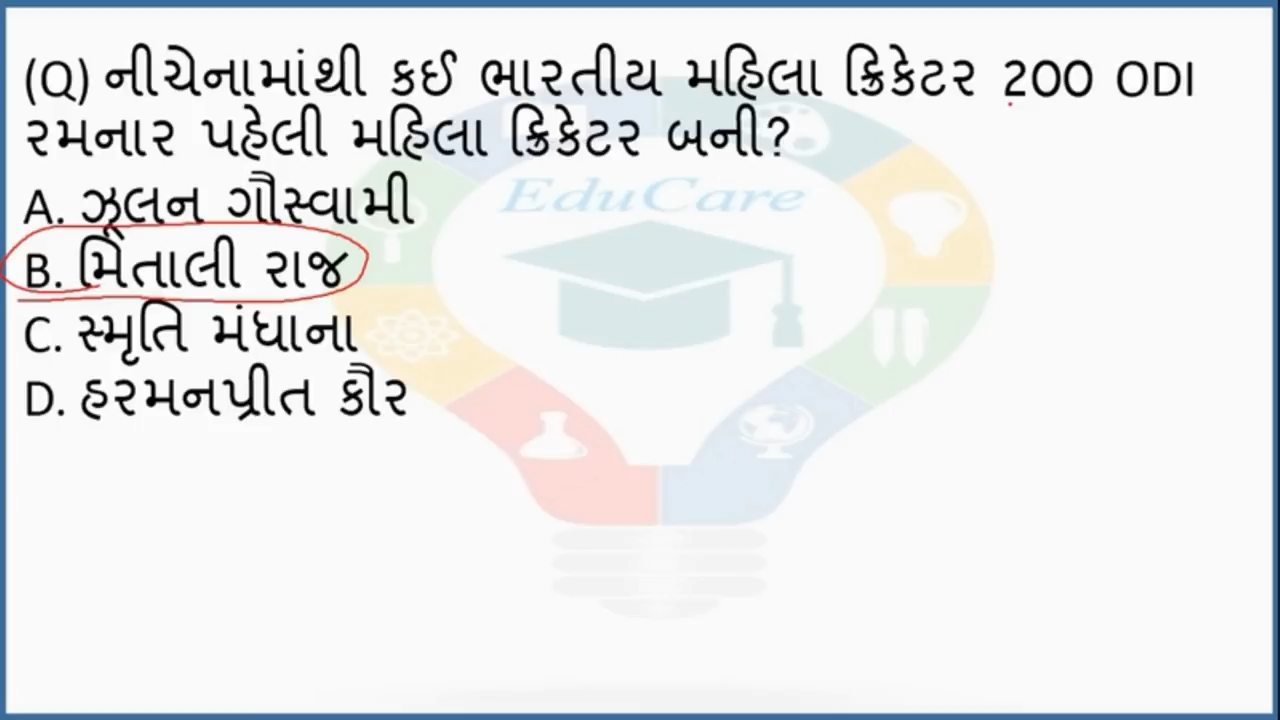 (Q) નીચેનામાંથી કઈ ભારતીય મહિલા ક્રિકેટર 200 ODI
રમનાર પહેલી મહિલા ક્રિકેટર બની?
EduCare
A. ઝૂલન ગૌસ્વામી
B. મિતાલી રાજ
C. સ્મૃતિ મંધાના
D. હરમનપ્રીત કૌર